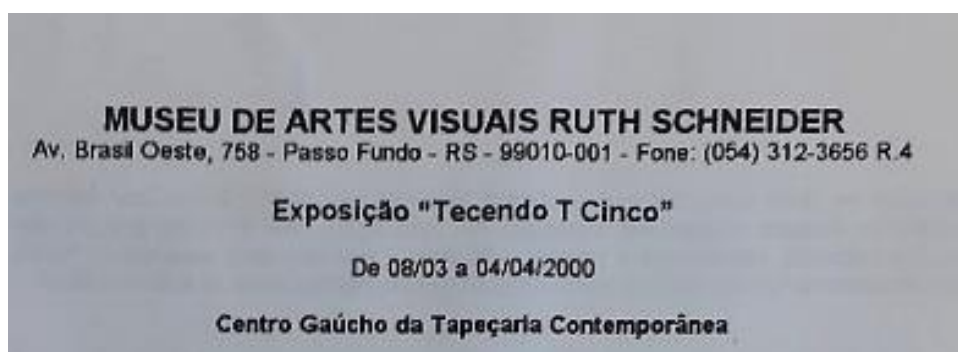 MUSEU DE ARTES VISUAIS RUTH SCHNEIDER
Av. Brasil Oeste, 758 - Passo Fundo - RS - 99010-001 - Fone: (054) 312-3656 R.4
Exposição "Tecendo T Cinco"
De 08/03 a 04/04/2000
Centro Gaúcho da Tapeçaria Contemporânea